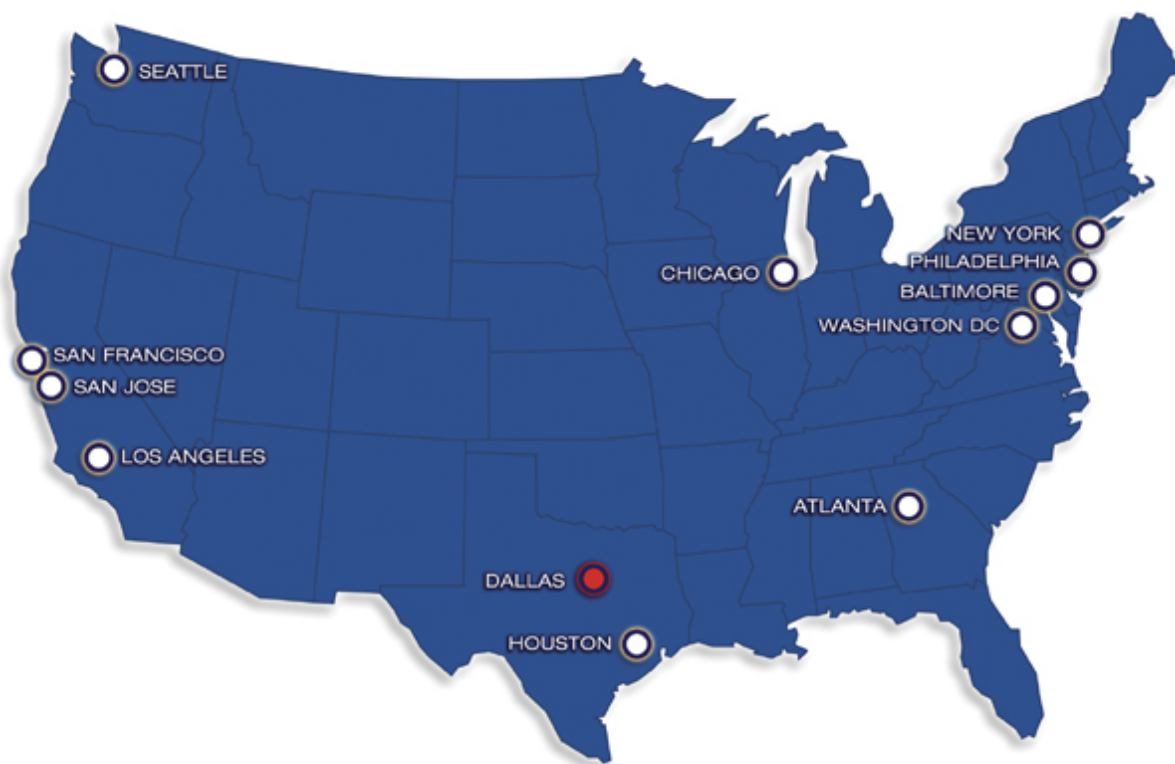 SEATTLE
NEW YORK
PHILADELPHIA
CHICAGO
BALTIMORE
WASHINGTON DC
SAN FRANCISCO
SAN JOSE
LOS ANGELES
ATLANTA
DALLAS
HOUSTON